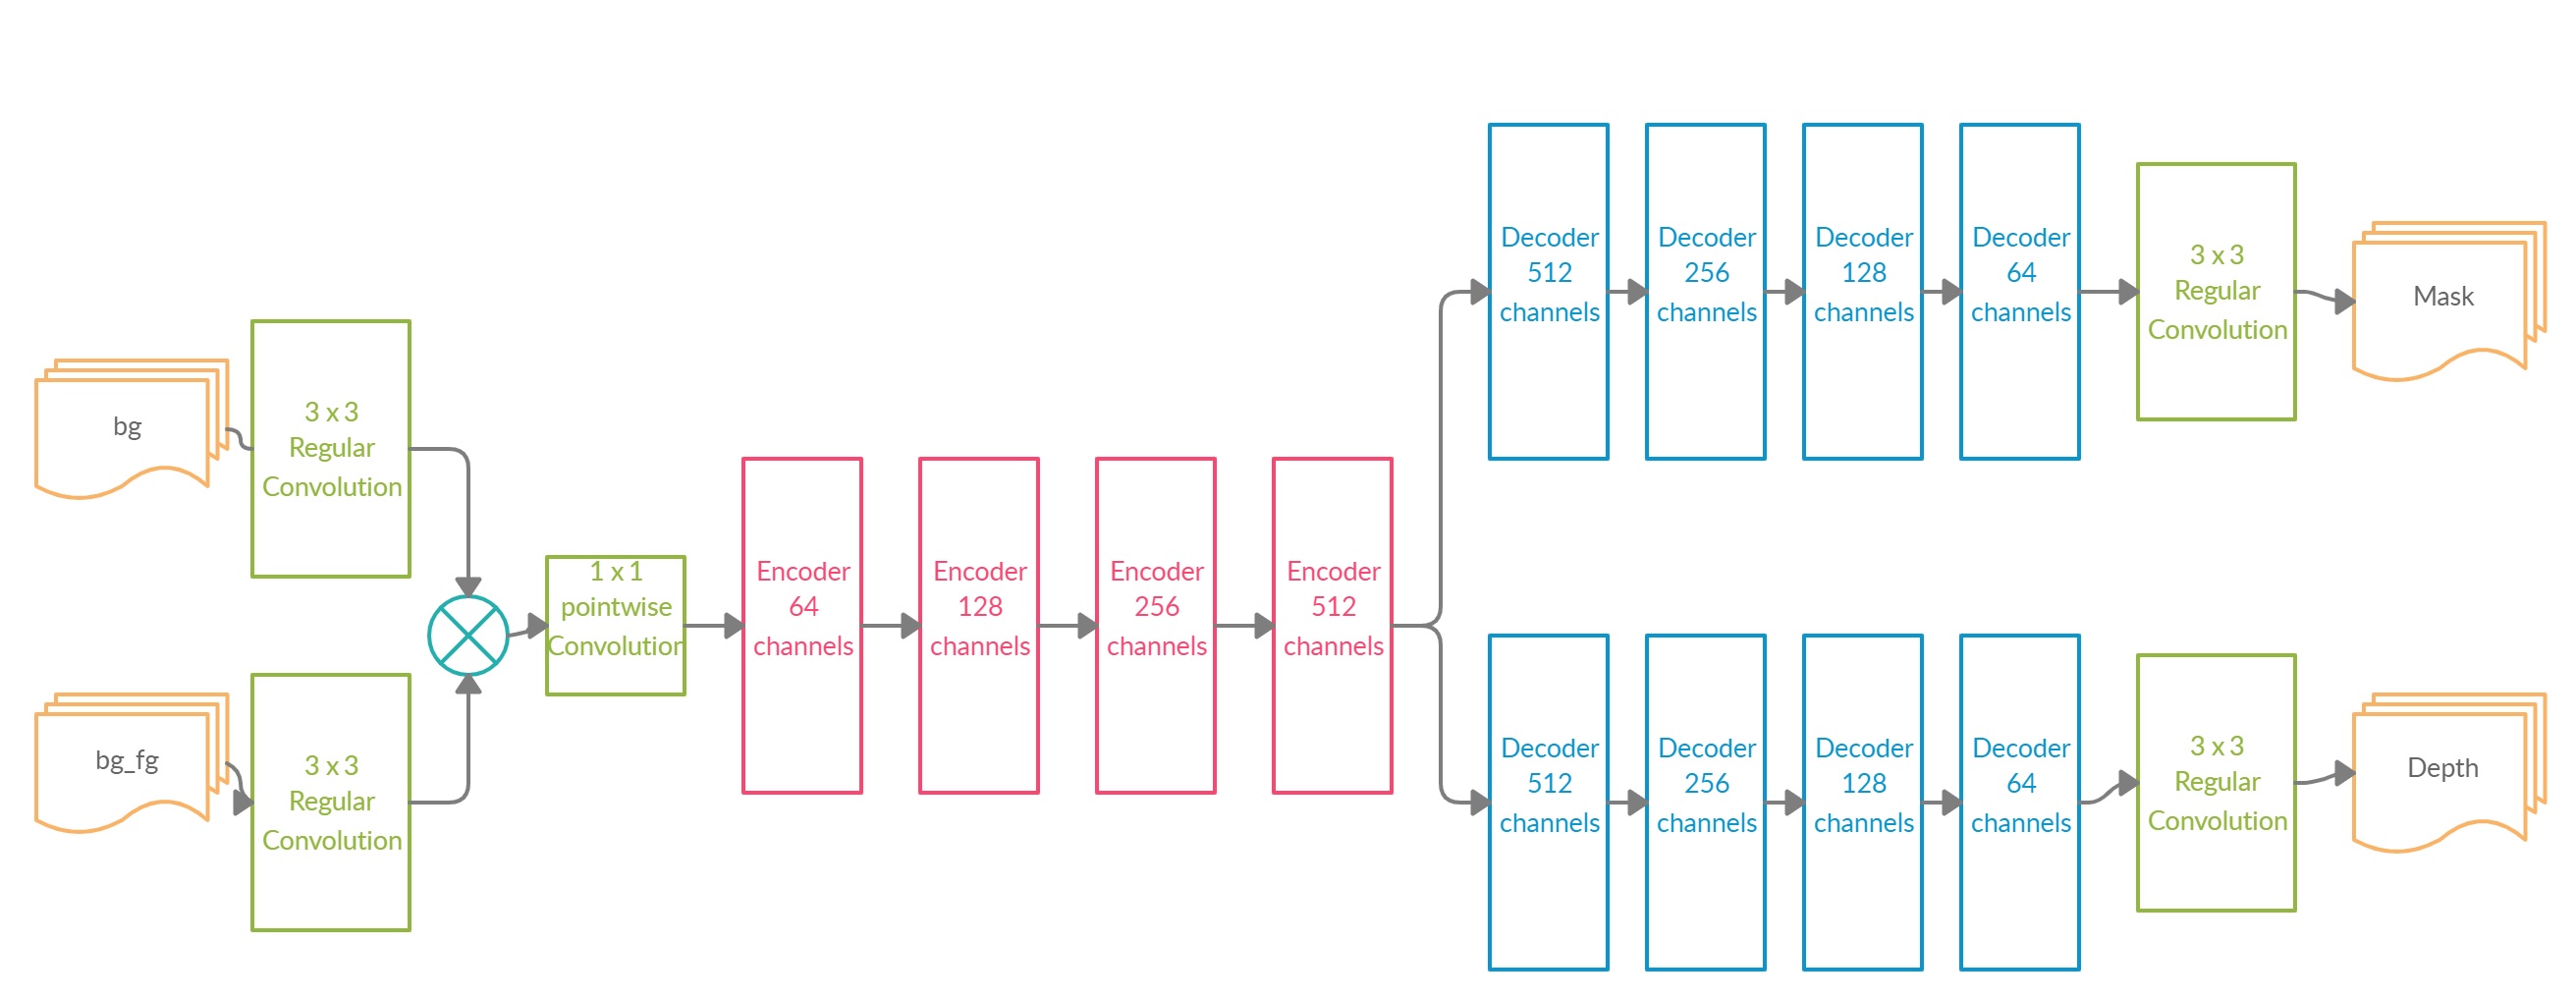 bg
3 x 3
Regular
Convolution
bg_fg
3 x 3
Regular
Convolution
1 x 1
pointwise
Convolution
Encoder
64
channels
Encoder
128
channels
Encoder
256
channels
Encoder
512
channels
Decoder
512
channels
Decoder
256
channels
Decoder
128
channels
Decoder
64
channels
3 x 3
Regular
Convolution
Mask
Decoder
512
channels
Decoder
256
channels
Decoder
128
channels
Decoder
64
channels
3 x 3
Regular
Convolution
Depth